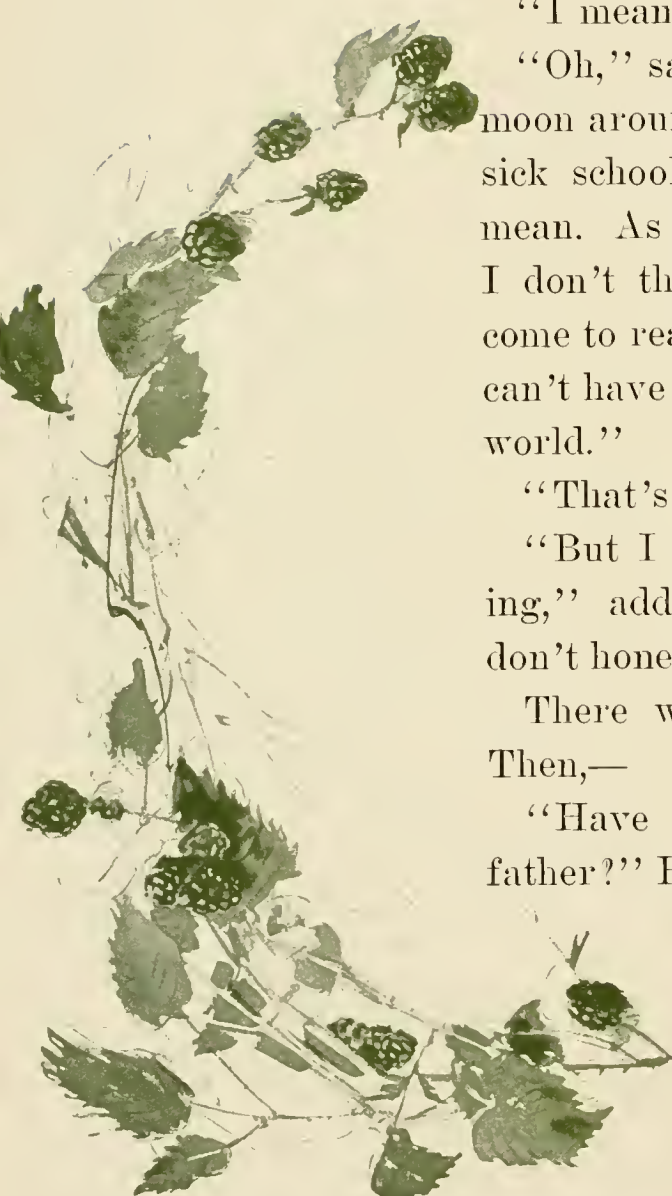 “I mean
“Oh,” sa
moon arou
sick school
mean. As
I don’t th
come to rea
can’t have
world.”
“That’s
“But I
ing,” add
don’t hone
There w
Then,—
“Have
father?” H